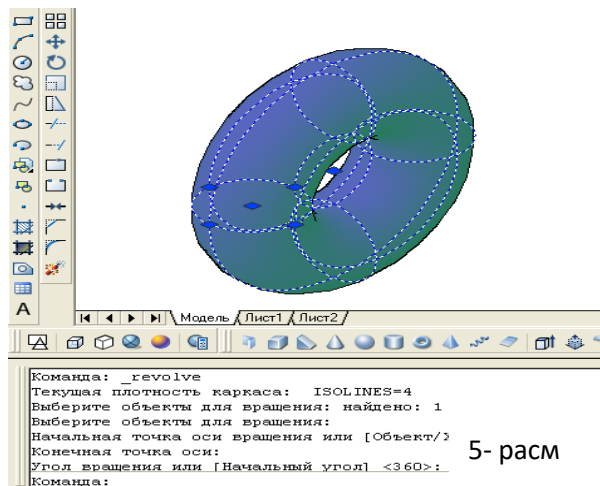 A
Модель Лист1 Лист2
Команда: _revolve
Текущая плотность каркаса:  ISOLINES=4
Выберите объекты для вращения: найдено: 1
Выберите объекты для вращения:
Начальная точка оси вращения или [Объект/
Конечная точка оси:
Угол вращения или [Начальный угол] <360>:
Команда:
5- расм